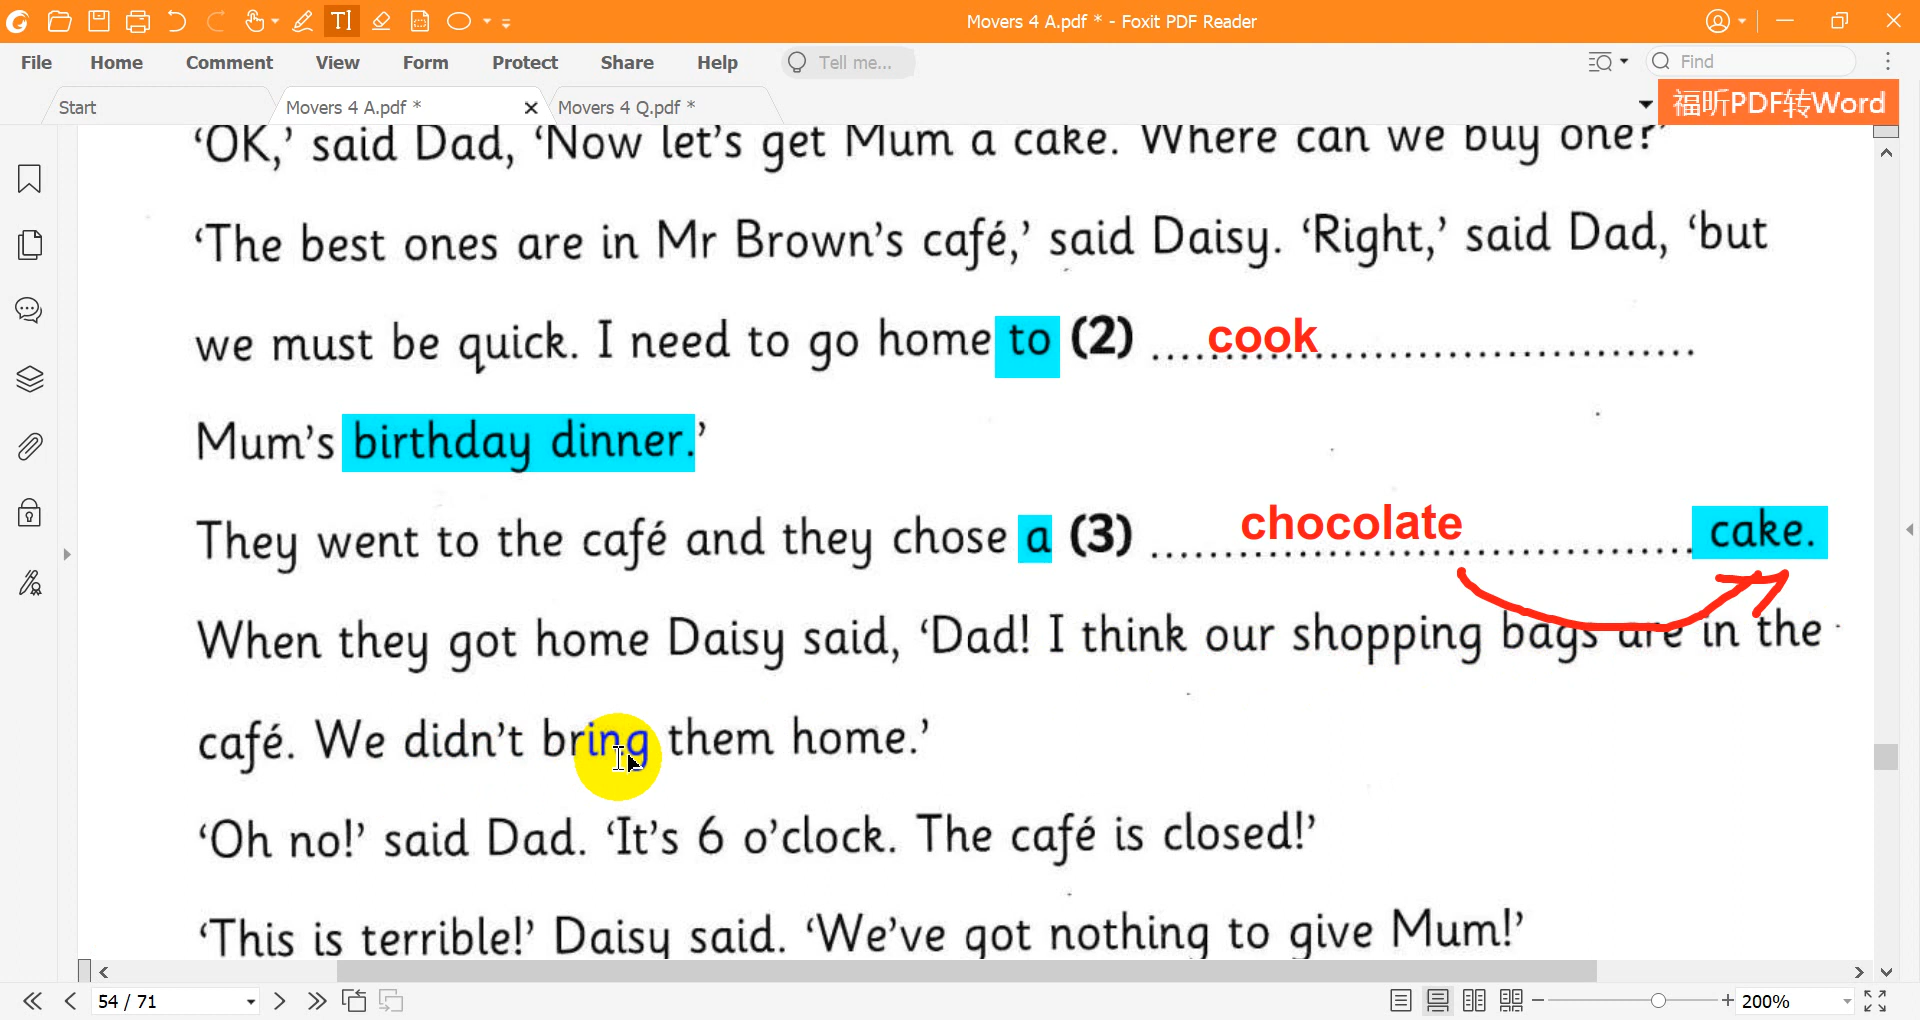 Movers 4 A.pdf * - Foxit PDF Reader
File Home Comment View Form Protect Share Help Tell me... Find
Start Movers 4 A.pdf * Movers 4 Q.pdf * 福昕PDF转Word
‘OK,’ said Dad, ‘Now let’s get Mum a cake. Where can we buy one?’
‘The best ones are in Mr Brown’s café,’ said Daisy. ‘Right,’ said Dad, ‘but
we must be quick. I need to go home to (2) ....cook..............................
Mum’s birthday dinner.’
They went to the café and they chose a (3) ......chocolate.............. cake.
When they got home Daisy said, ‘Dad! I think our shopping bags are in the
café. We didn’t bring them home.’
‘Oh no!’ said Dad. ‘It’s 6 o’clock. The café is closed!’
‘This is terrible!’ Daisy said. ‘We’ve got nothing to give Mum!’
54 / 71 200%